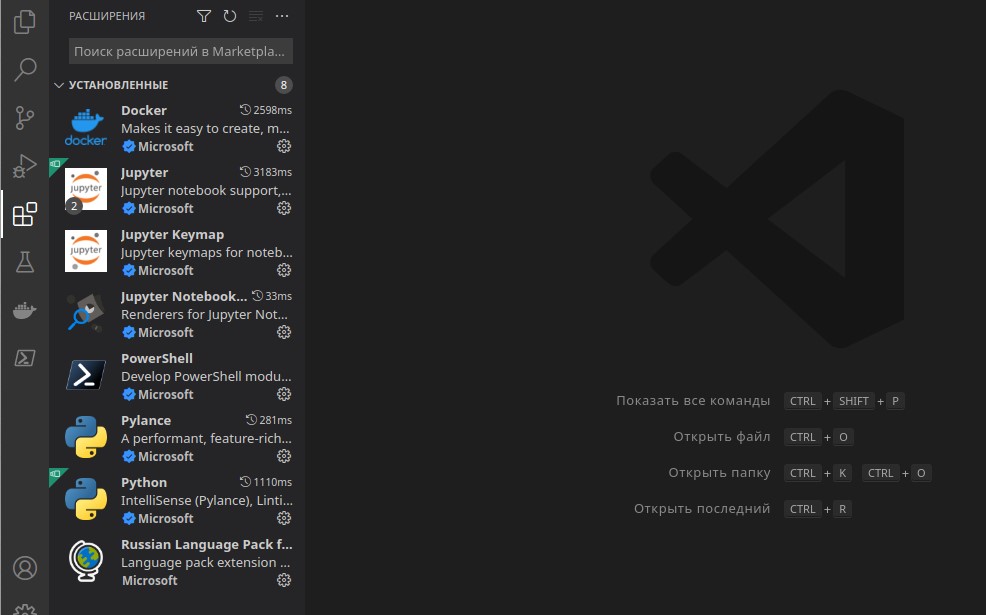 РАСШИРЕНИЯ
Поиск расширений в Marketpla...
УСТАНОВЛЕННЫЕ 8
Docker 2598ms
Makes it easy to create, m...
docker Microsoft
Jupyter 3183ms
jupyter Jupyter notebook support,...
2 Microsoft
Jupyter Keymap
jupyter Jupyter keymaps for noteb...
Microsoft
Jupyter Notebook... 33ms
Renderers for Jupyter Not...
Microsoft
PowerShell
Develop PowerShell modu...
Microsoft
Pylance 281ms
A performant, feature-rich...
Microsoft
Python 1110ms
IntelliSense (Pylance), Linti...
Microsoft
Russian Language Pack f...
Language pack extension ...
Microsoft
Показать все команды CTRL + SHIFT + P
Открыть файл CTRL + O
Открыть папку CTRL + K CTRL + O
Открыть последний CTRL + R